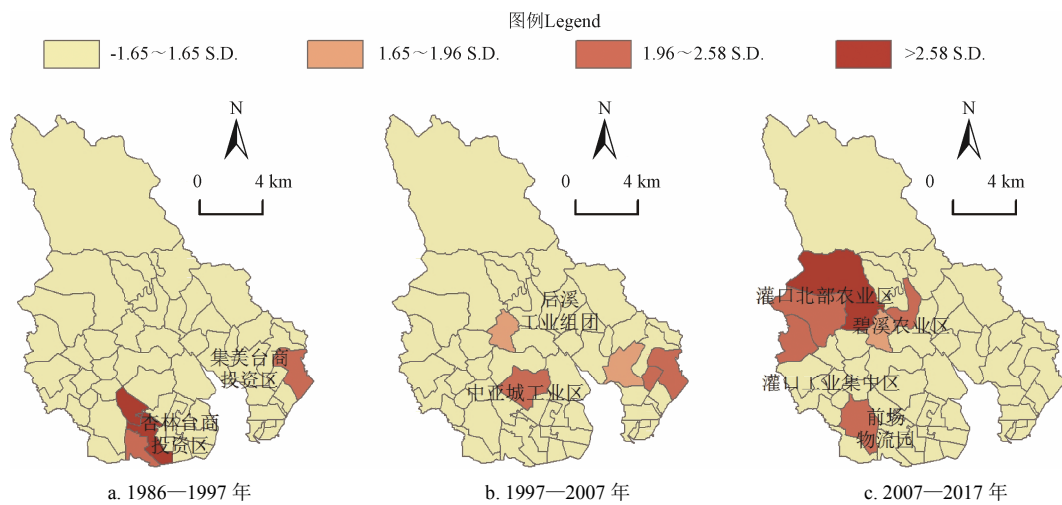 图例Legend
-1.65～1.65 S.D.
1.65～1.96 S.D.
1.96～2.58 S.D.
>2.58 S.D.
N
0 4 km
集美台商
投资区
杏林台商
投资区
a. 1986—1997 年
N
0 4 km
后溪
工业组团
中亚城工业区
b. 1997—2007 年
N
0 4 km
灌口北部农业区
碧溪农业区
灌口工业集中区
前场
物流园
c. 2007—2017 年